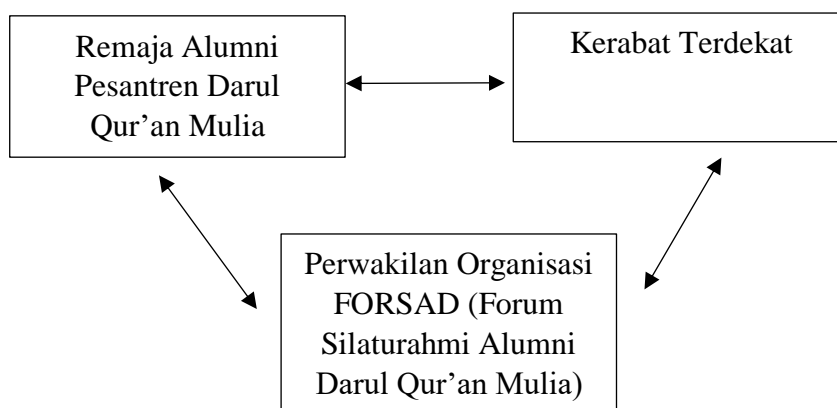 Remaja Alumni
Pesantren Darul
Qur’an Mulia
Kerabat Terdekat
Perwakilan Organisasi
FORSAD (Forum
Silaturahmi Alumni
Darul Qur’an Mulia)